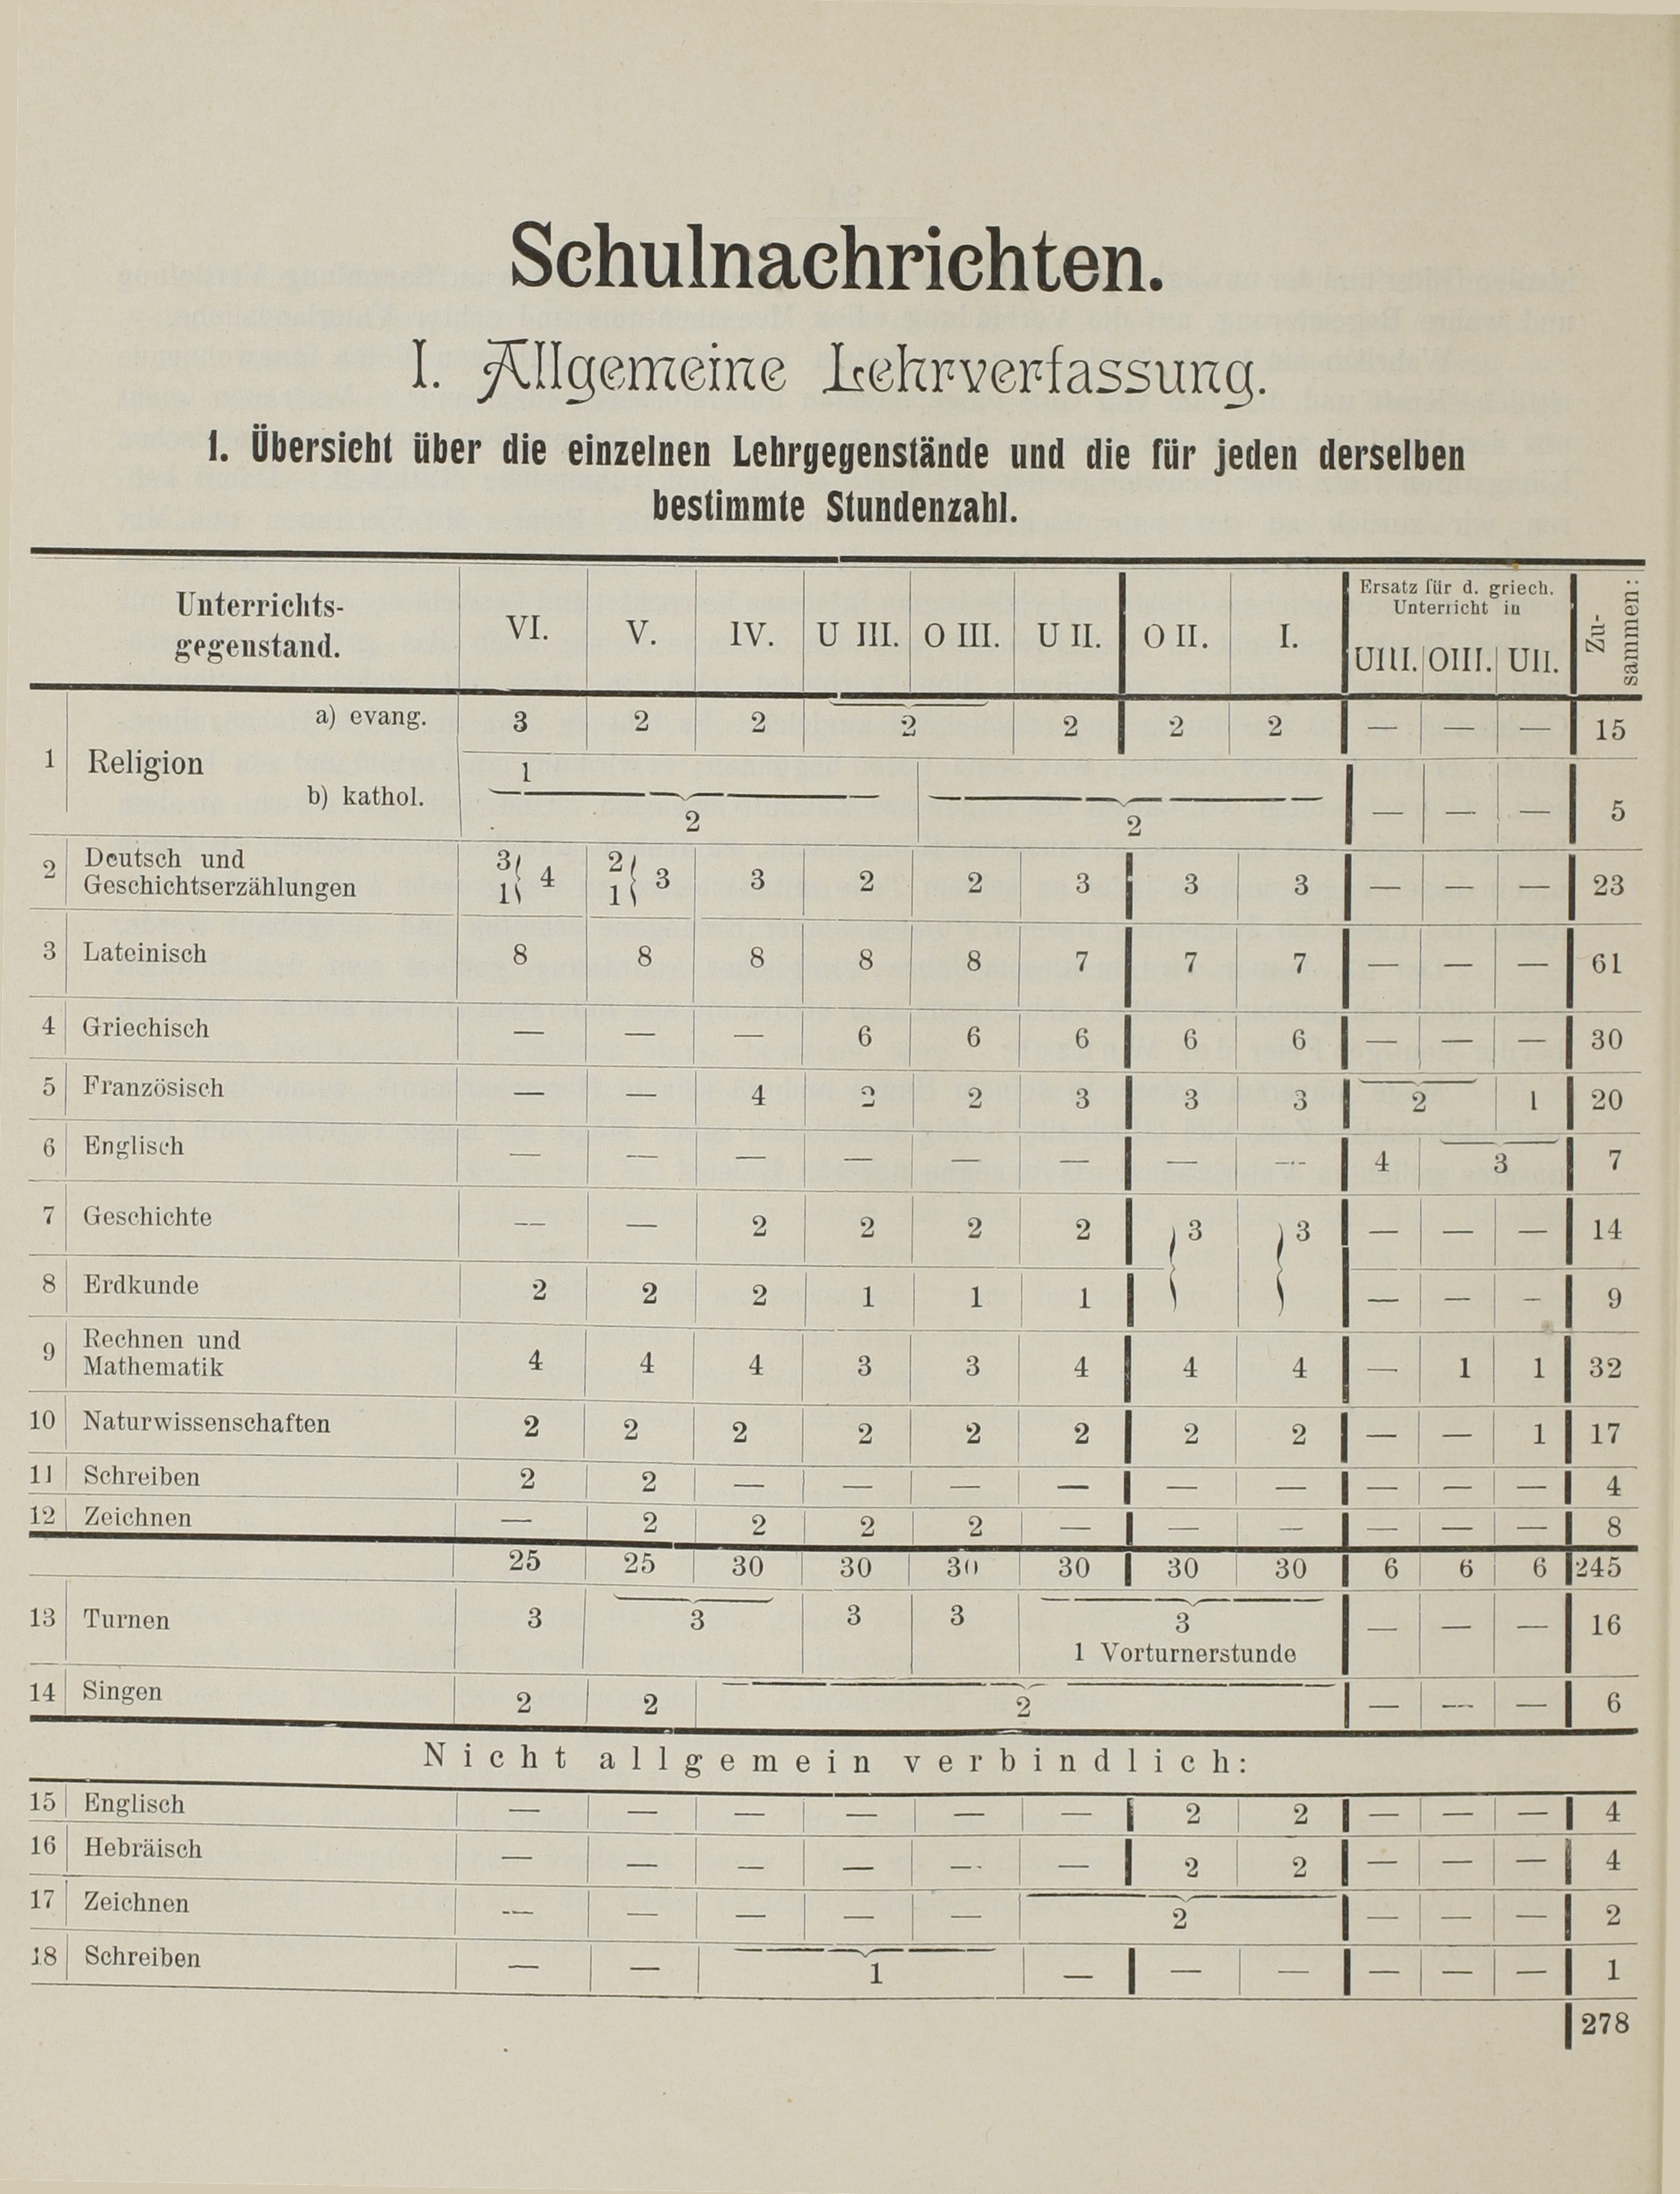 Schulnachrichten.
I. Allgemeine Lehrverfassung.
1. Übersicht über die einzelnen Lehrgegenstände und die für jeden derselben
bestimmte Stundenzahl.
Unterrichts-
gegenstand. VI. V. IV. U III. O III. U II. O II. I. Ersatz für d. griech. Unterricht in UIII. OIII. UII. Zu-
sammen:
a) evang. 3 2 2 2 2 2 2 — — — 15
1 Religion 1
b) kathol. 2 2 — — — 5
2 Deutsch und
Geschichtserzählungen 3 1 } 4 2 1 } 3 3 2 2 3 3 3 — — — 23
3 Lateinisch 8 8 8 8 8 7 7 7 — — — 61
4 Griechisch — — — 6 6 6 6 6 — — — 30
5 Französisch — — 4 2 2 3 3 3 2 1 20
6 Englisch — — — — — — — — 4 3 7
7 Geschichte — — 2 2 2 2 } 3 } 3 — — — 14
8 Erdkunde 2 2 2 1 1 1 — — — 9
9 Rechnen und
Mathematik 4 4 4 3 3 4 4 4 — 1 1 32
10 Naturwissenschaften 2 2 2 2 2 2 2 2 — — 1 17
11 Schreiben 2 2 — — — — — — — — — 4
12 Zeichnen — 2 2 2 2 — — — — — — 8
25 25 30 30 30 30 30 30 6 6 6 245
13 Turnen 3 3 3 3 3 — — — 16
1 Vorturnerstunde
14 Singen 2 2 2 — — — 6
Nicht allgemein verbindlich:
15 Englisch — — — — — — 2 2 — — — 4
16 Hebräisch — — — — — — 2 2 — — — 4
17 Zeichnen — — — — — 2 — — — 2
18 Schreiben — — 1 — — — — — — 1
278